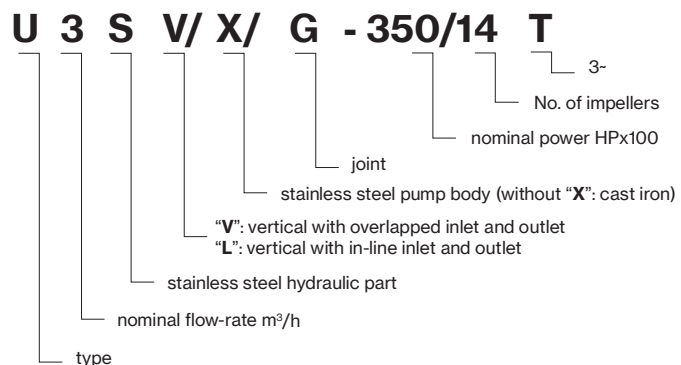 U 3 S V/ X/ G - 350/14 T
3~
No. of impellers
nominal power HPx100
joint
stainless steel pump body (without “X”: cast iron)
“V”: vertical with overlapped inlet and outlet
“L”: vertical with in-line inlet and outlet
stainless steel hydraulic part
nominal flow-rate m³/h
type